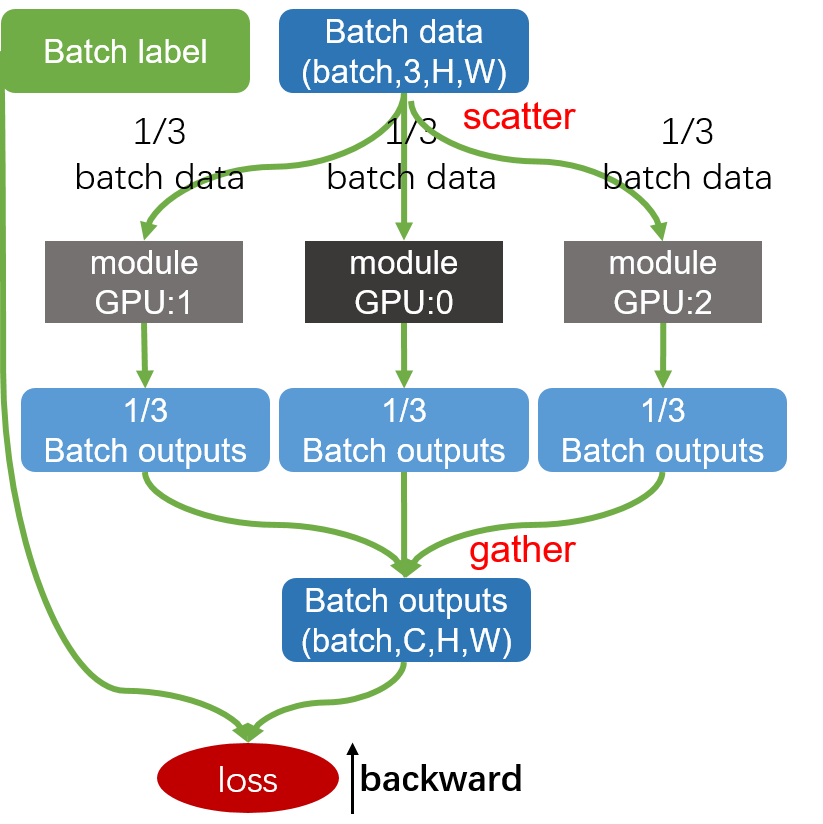 Batch label
Batch data
(batch,3,H,W)
scatter
1/3
batch data
1/3
batch data
1/3
batch data
module
GPU:1
module
GPU:0
module
GPU:2
1/3
Batch outputs
1/3
Batch outputs
1/3
Batch outputs
gather
Batch outputs
(batch,C,H,W)
loss
backward